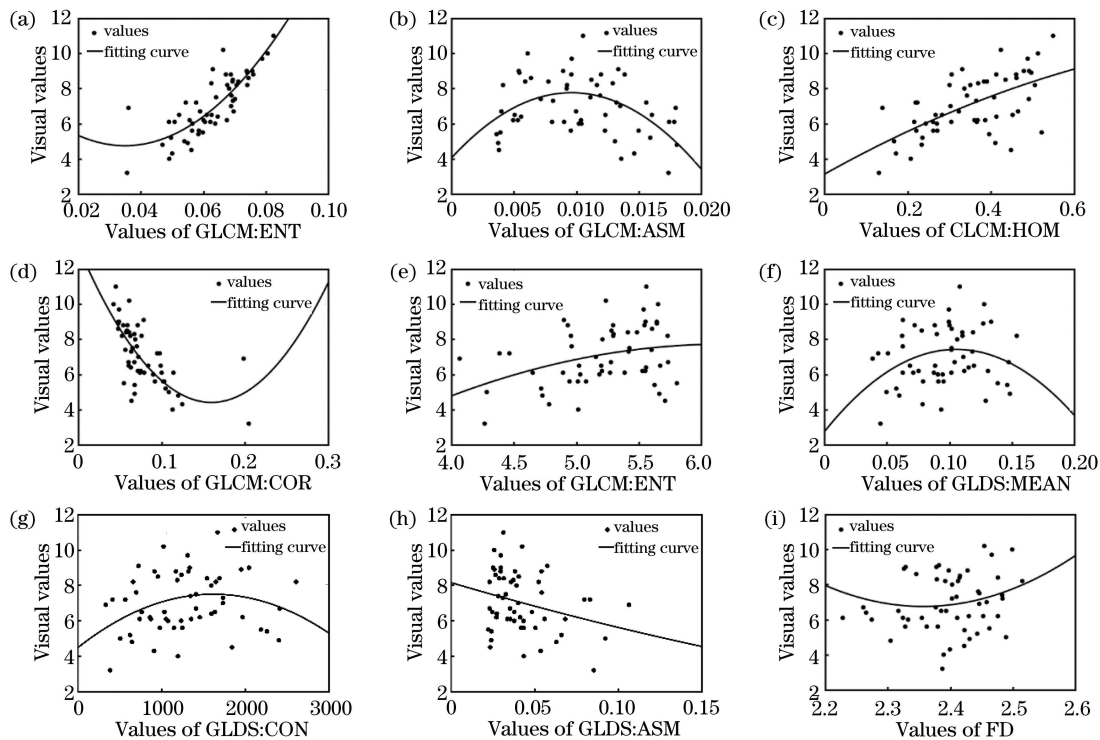 (a)
12
10
8
6
4
2
Visual values
values
fitting curve
0.02
0.04
0.06
0.08
0.10
Values of GLCM:ENT
(b)
12
10
8
6
4
2
Visual values
values
fitting curve
0
0.005
0.010
0.015
0.020
Values of GLCM:ASM
(c)
12
10
8
6
4
2
Visual values
values
fitting curve
0
0.2
0.4
0.6
Values of CLCM:HOM
(d)
12
10
8
6
4
2
Visual values
values
fitting curve
0
0.1
0.2
0.3
Values of GLCM:COR
(e)
12
10
8
6
4
2
Visual values
values
fitting curve
4.0
4.5
5.0
5.5
6.0
Values of GLCM:ENT
(f)
12
10
8
6
4
2
Visual values
values
fitting curve
0
0.05
0.10
0.15
0.20
Values of GLDS:MEAN
(g)
12
10
8
6
4
2
Visual values
values
fitting curve
0
1000
2000
3000
Values of GLDS:CON
(h)
12
10
8
6
4
2
Visual values
values
fitting curve
0
0.05
0.10
0.15
Values of GLDS:ASM
(i)
12
10
8
6
4
2
Visual values
values
fitting curve
2.2
2.3
2.4
2.5
2.6
Values of FD